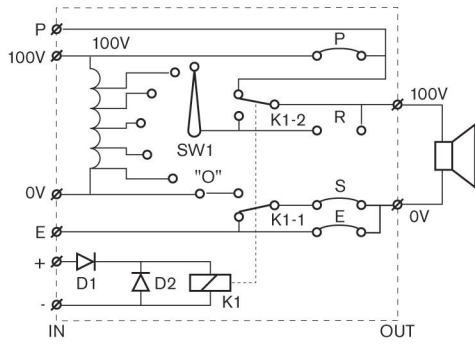 P
100V 100V P
100V
K1-2 R
SW1
0V "O" S
K1-1 0V
E E
+
D1 D2 K1
-
IN OUT